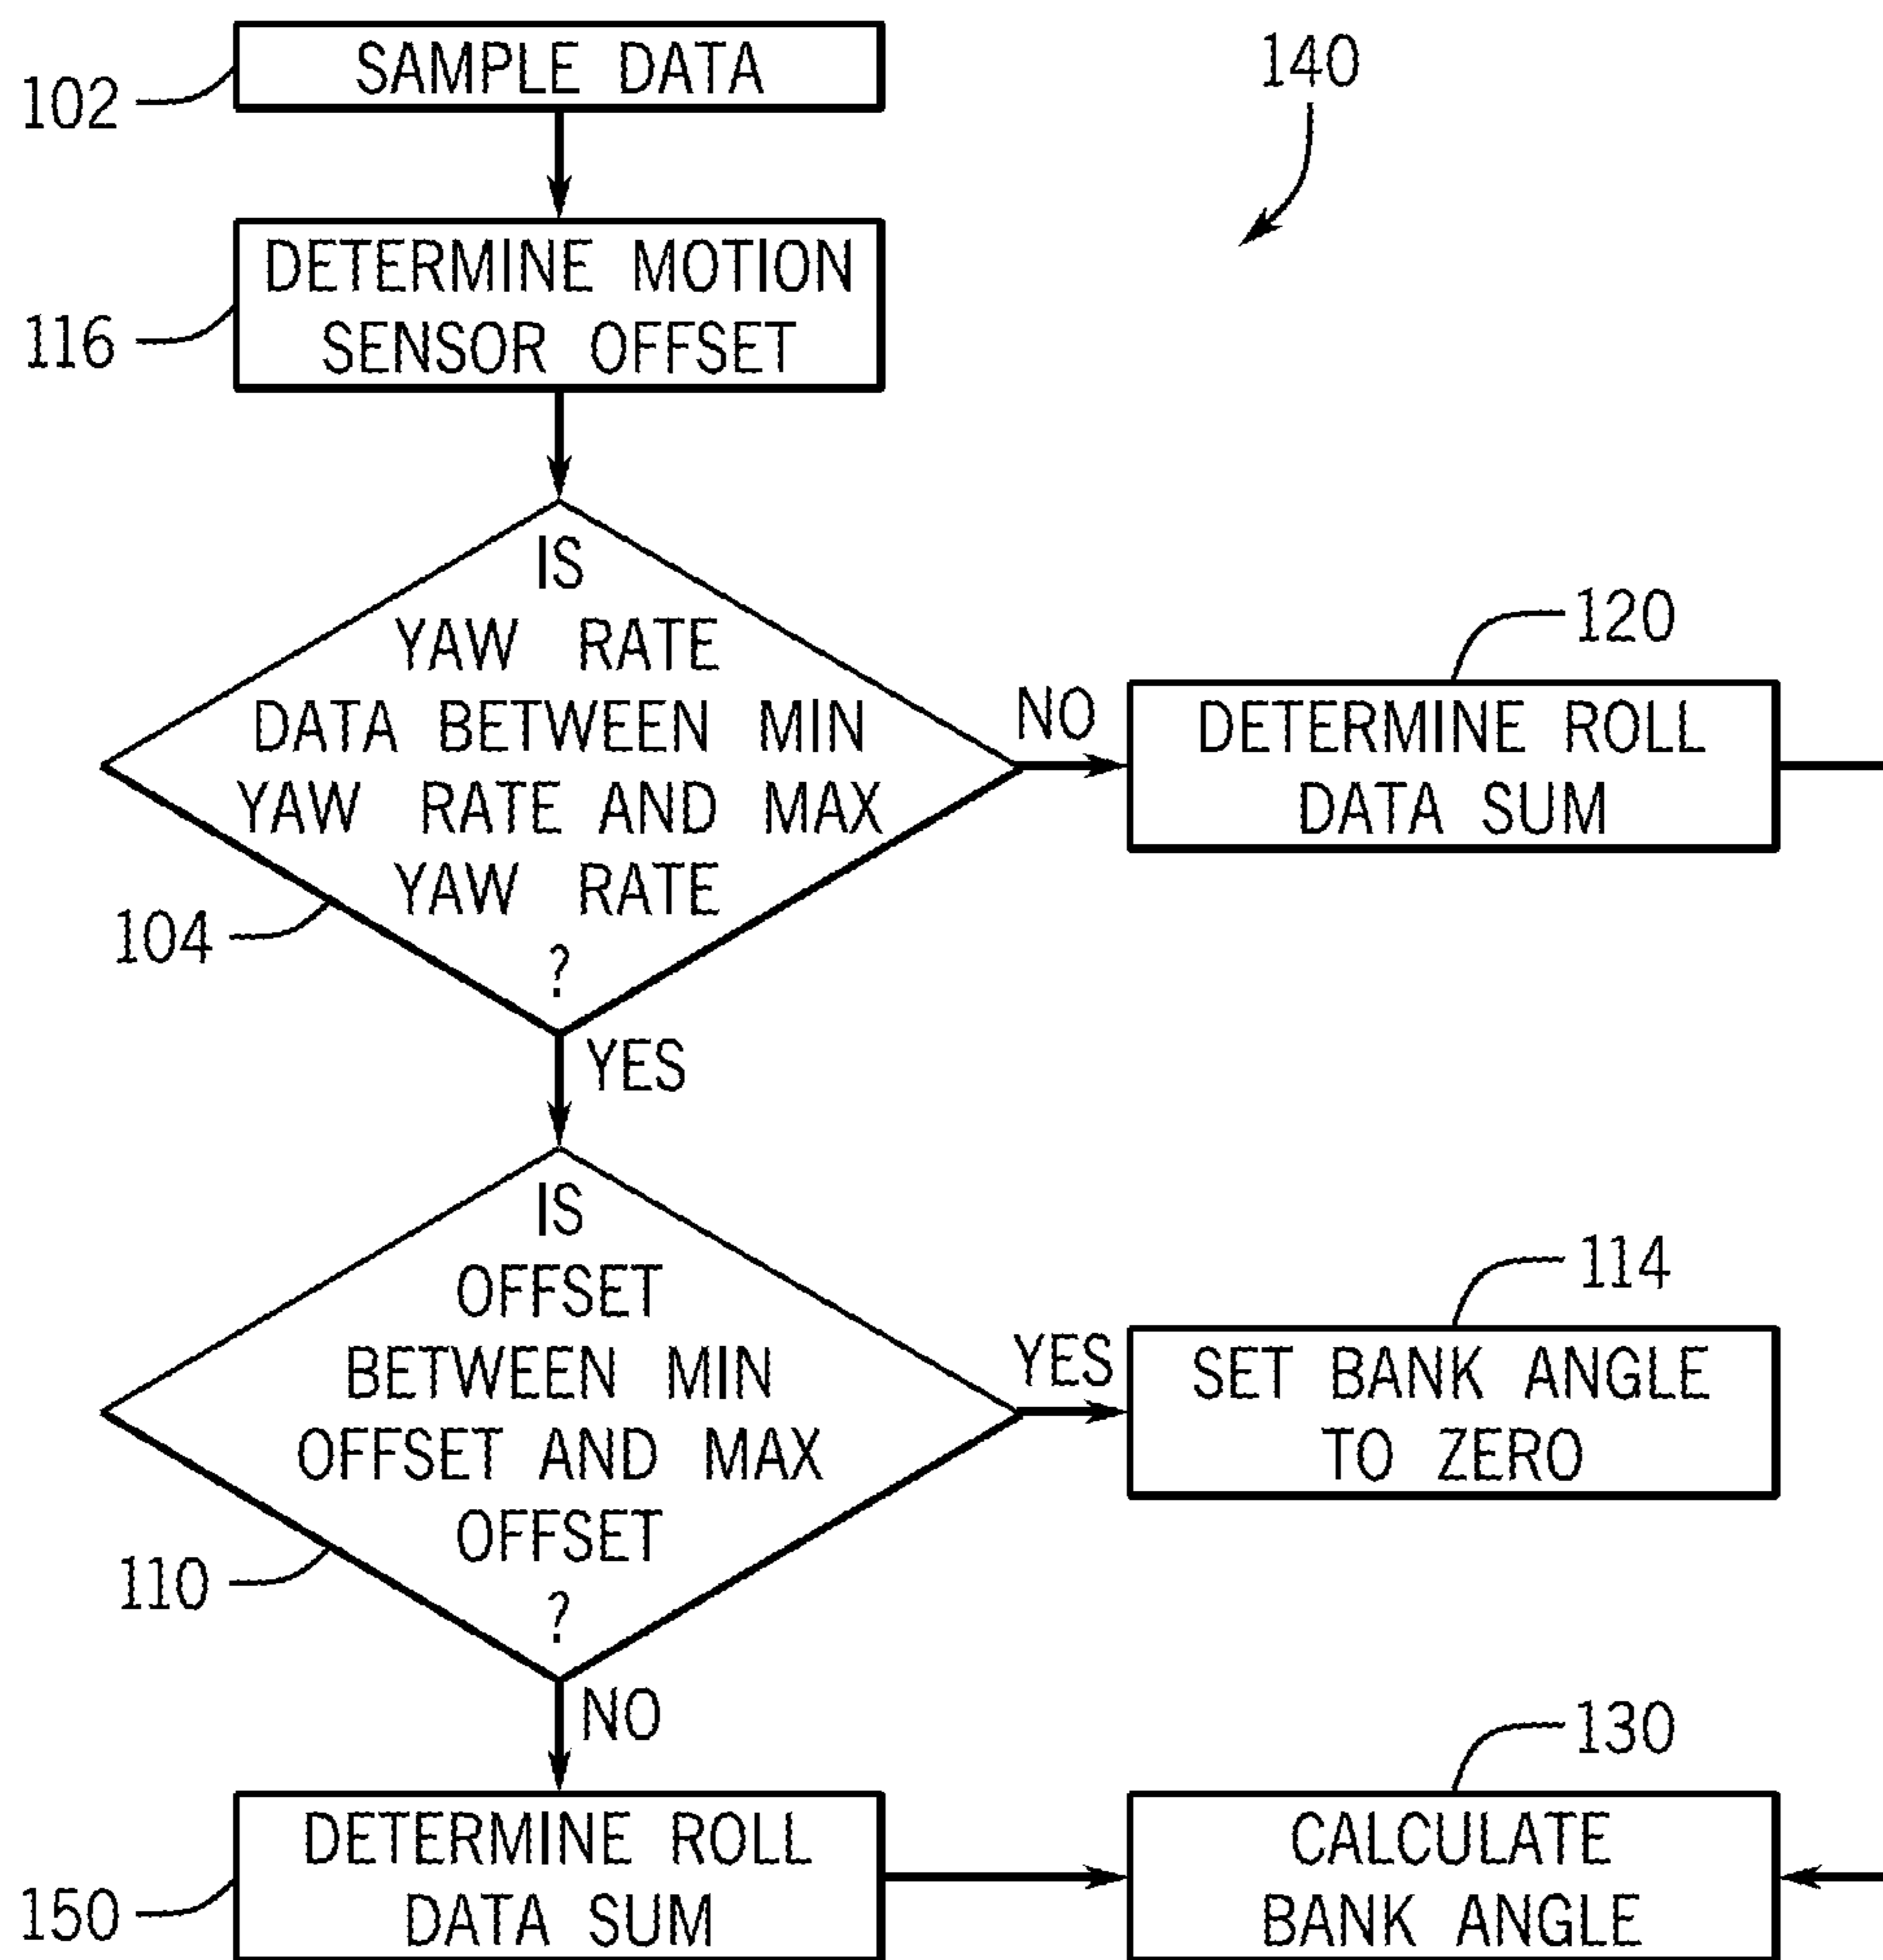 SAMPLE DATA
102
140
DETERMINE MOTION
SENSOR OFFSET
116
IS
YAW RATE
DATA BETWEEN MIN
YAW RATE AND MAX
YAW RATE
?
104
NO
120
DETERMINE ROLL
DATA SUM
YES
IS
OFFSET
BETWEEN MIN
OFFSET AND MAX
OFFSET
?
110
YES
114
SET BANK ANGLE
TO ZERO
NO
DETERMINE ROLL
DATA SUM
150
130
CALCULATE
BANK ANGLE